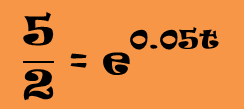 5/2 = e^0.05t